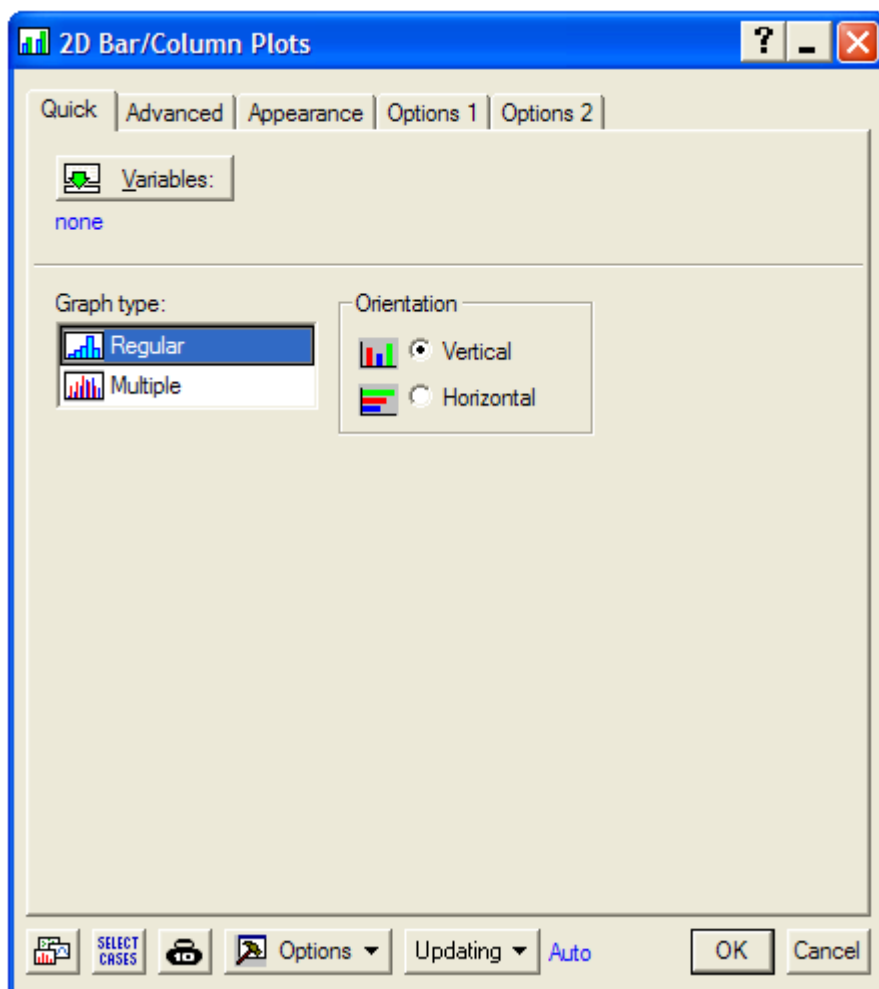 2D Bar/Column Plots
?
Quick Advanced Appearance Options 1 Options 2
Variables:
none
Graph type:
Regular
Multiple
Orientation
Vertical
Horizontal
SELECT
CASES
Options
Updating
Auto
OK
Cancel